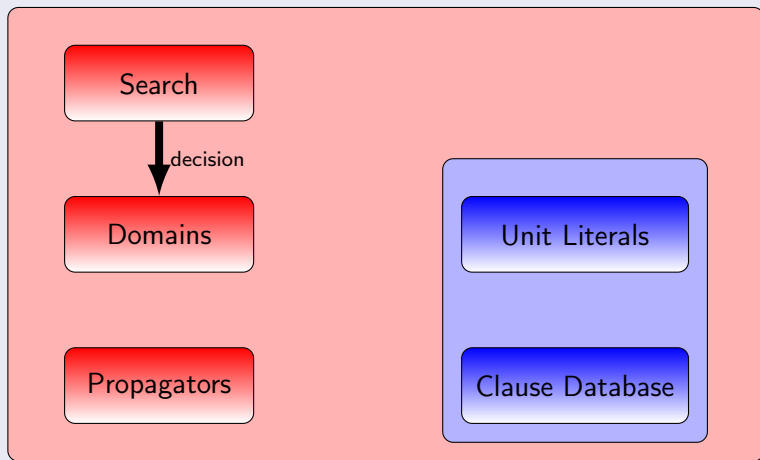 Search
decision
Domains
Unit Literals
Propagators
Clause Database